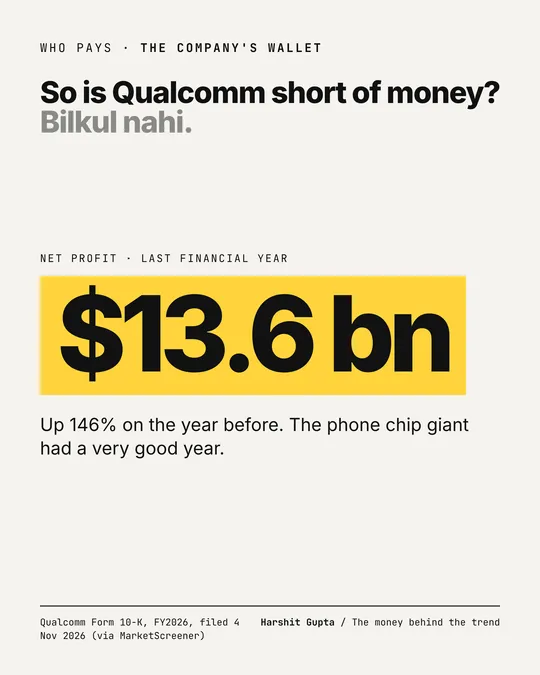 WHO PAYS · THE COMPANY'S WALLET
So is Qualcomm short of money?
Bilkul nahi.
NET PROFIT · LAST FINANCIAL YEAR
$13.6 bn
Up 146% on the year before. The phone chip giant
had a very good year.
Qualcomm Form 10-K, FY2026, filed 4
Nov 2026 (via MarketScreener)
Harshit Gupta / The money behind the trend